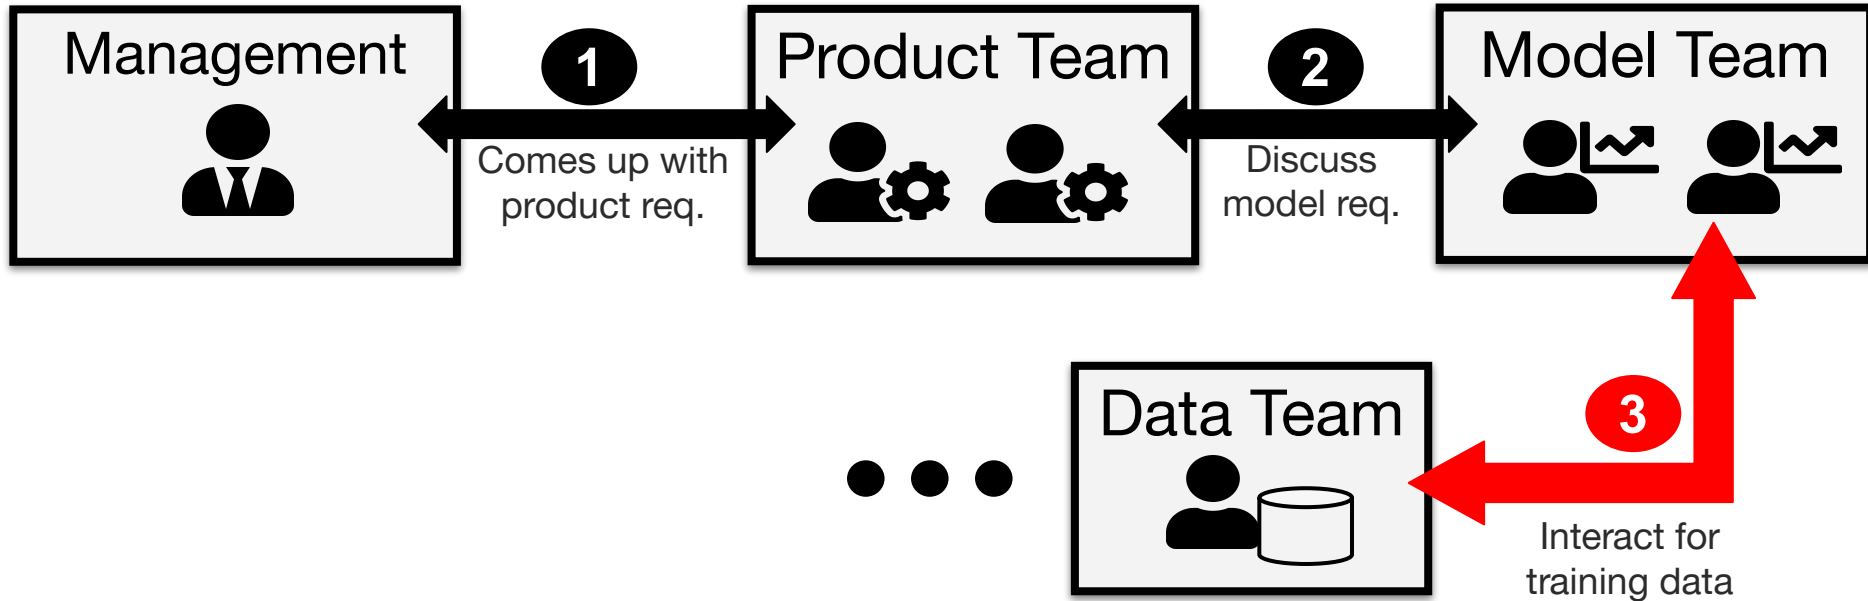 Management
1
Comes up with
product req.
Product Team
2
Discuss
model req.
Model Team
Data Team
3
Interact for
training data